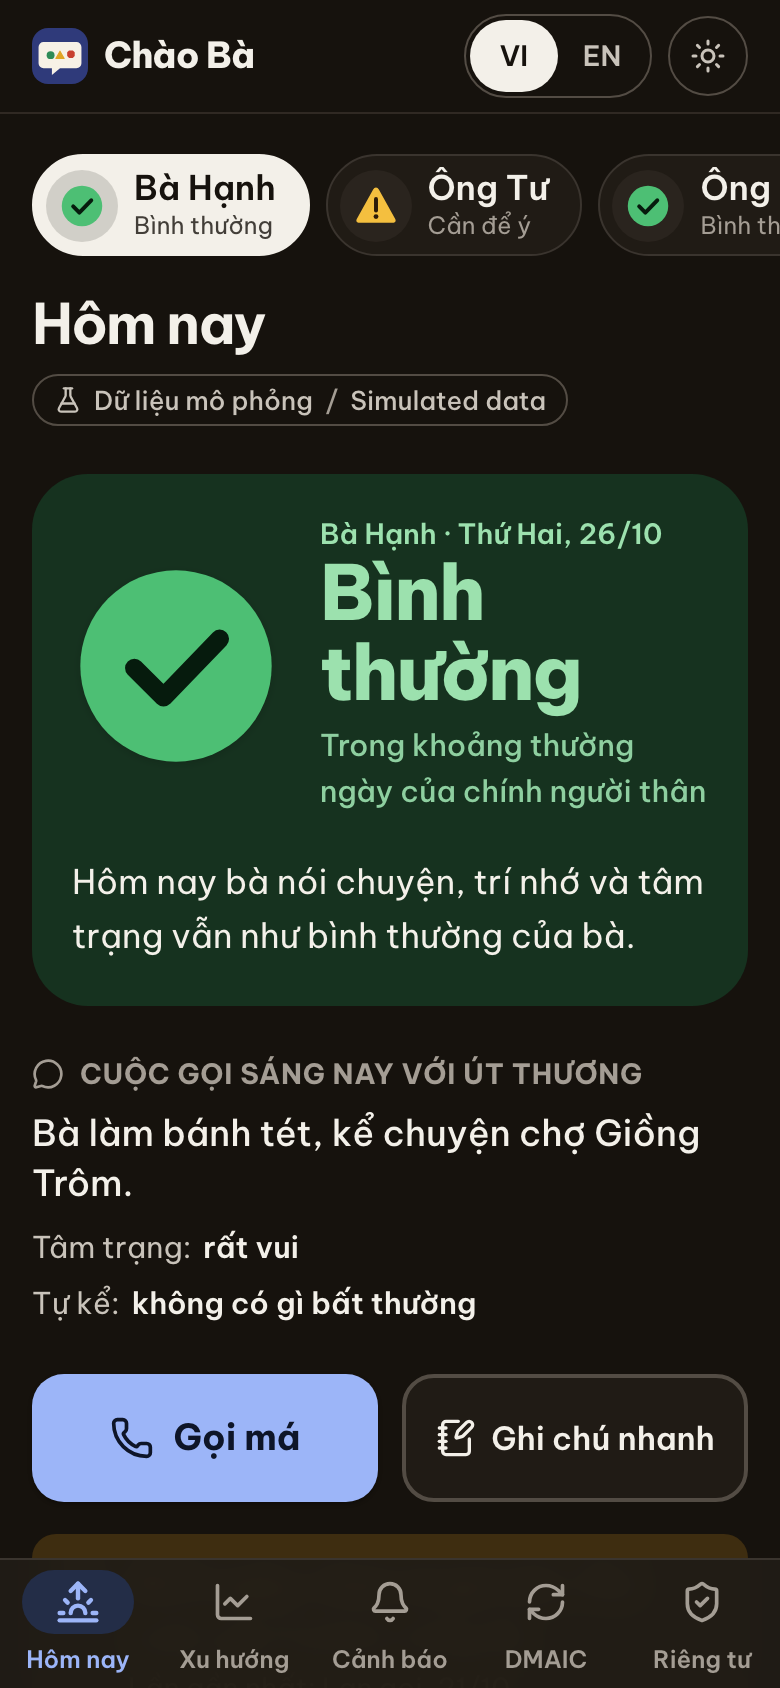 Chào Bà
VI
EN
Bà Hạnh
Bình thường
Ông Tư
Cần để ý
Ông
Bình th
Hôm nay
Dữ liệu mô phỏng / Simulated data
Bà Hạnh · Thứ Hai, 26/10
Bình
thường
Trong khoảng thường
ngày của chính người thân
Hôm nay bà nói chuyện, trí nhớ và tâm
trạng vẫn như bình thường của bà.
CUỘC GỌI SÁNG NAY VỚI ÚT THƯƠNG
Bà làm bánh tét, kể chuyện chợ Giồng
Trôm.
Tâm trạng: rất vui
Tự kể: không có gì bất thường
Gọi má
Ghi chú nhanh
Hôm nay
Xu hướng
Cảnh báo
DMAIC
Riêng tư